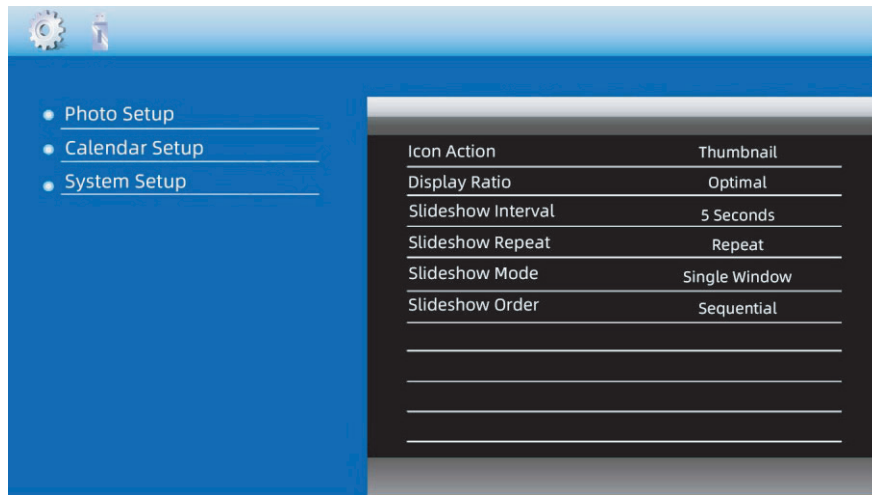 Photo Setup
Calendar Setup
System Setup
Icon Action Thumbnail
Display Ratio Optimal
Slideshow Interval 5 Seconds
Slideshow Repeat Repeat
Slideshow Mode Single Window
Slideshow Order Sequential